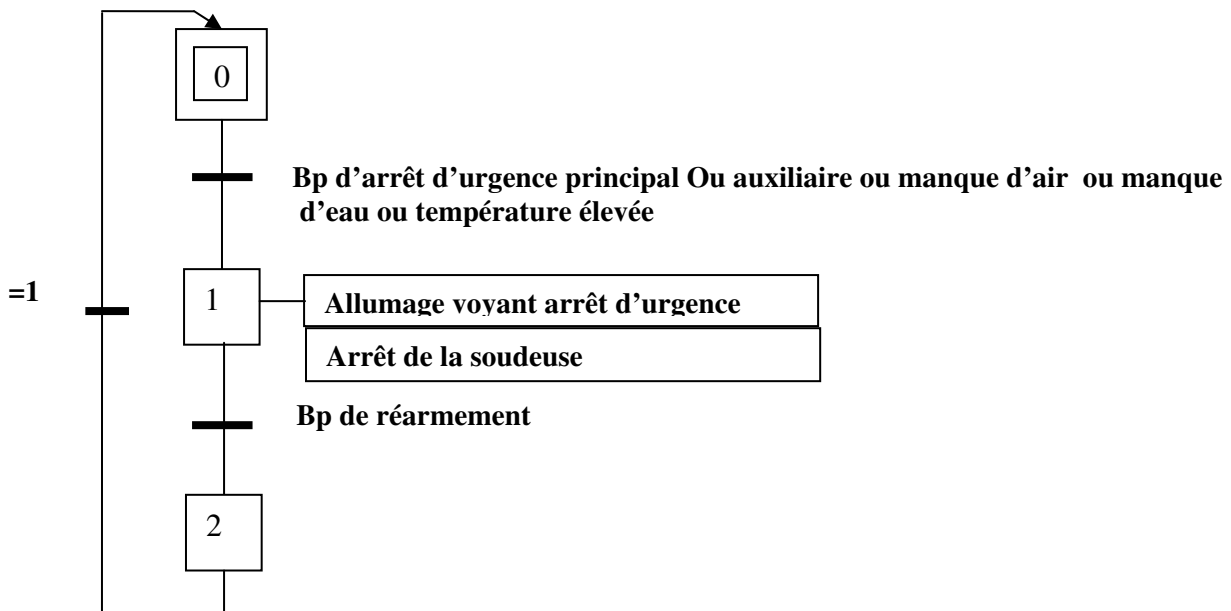 0
Bp d'arrêt d'urgence principal Ou auxiliaire ou manque d'air ou manque
d'eau ou température élevée
=1
1
Allumage voyant arrêt d'urgence
Arrêt de la soudeuse
Bp de réarmement
2